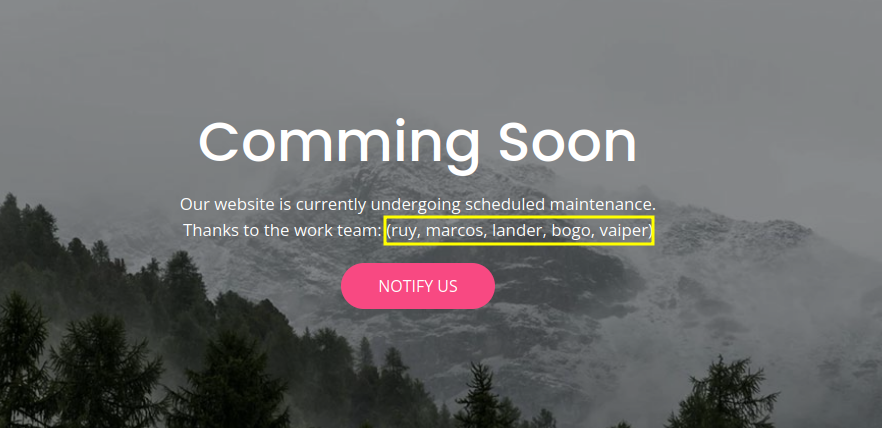 Comming Soon
Our website is currently undergoing scheduled maintenance.
Thanks to the work team: (ruy, marcos, lander, bogo, vaiper)
NOTIFY US